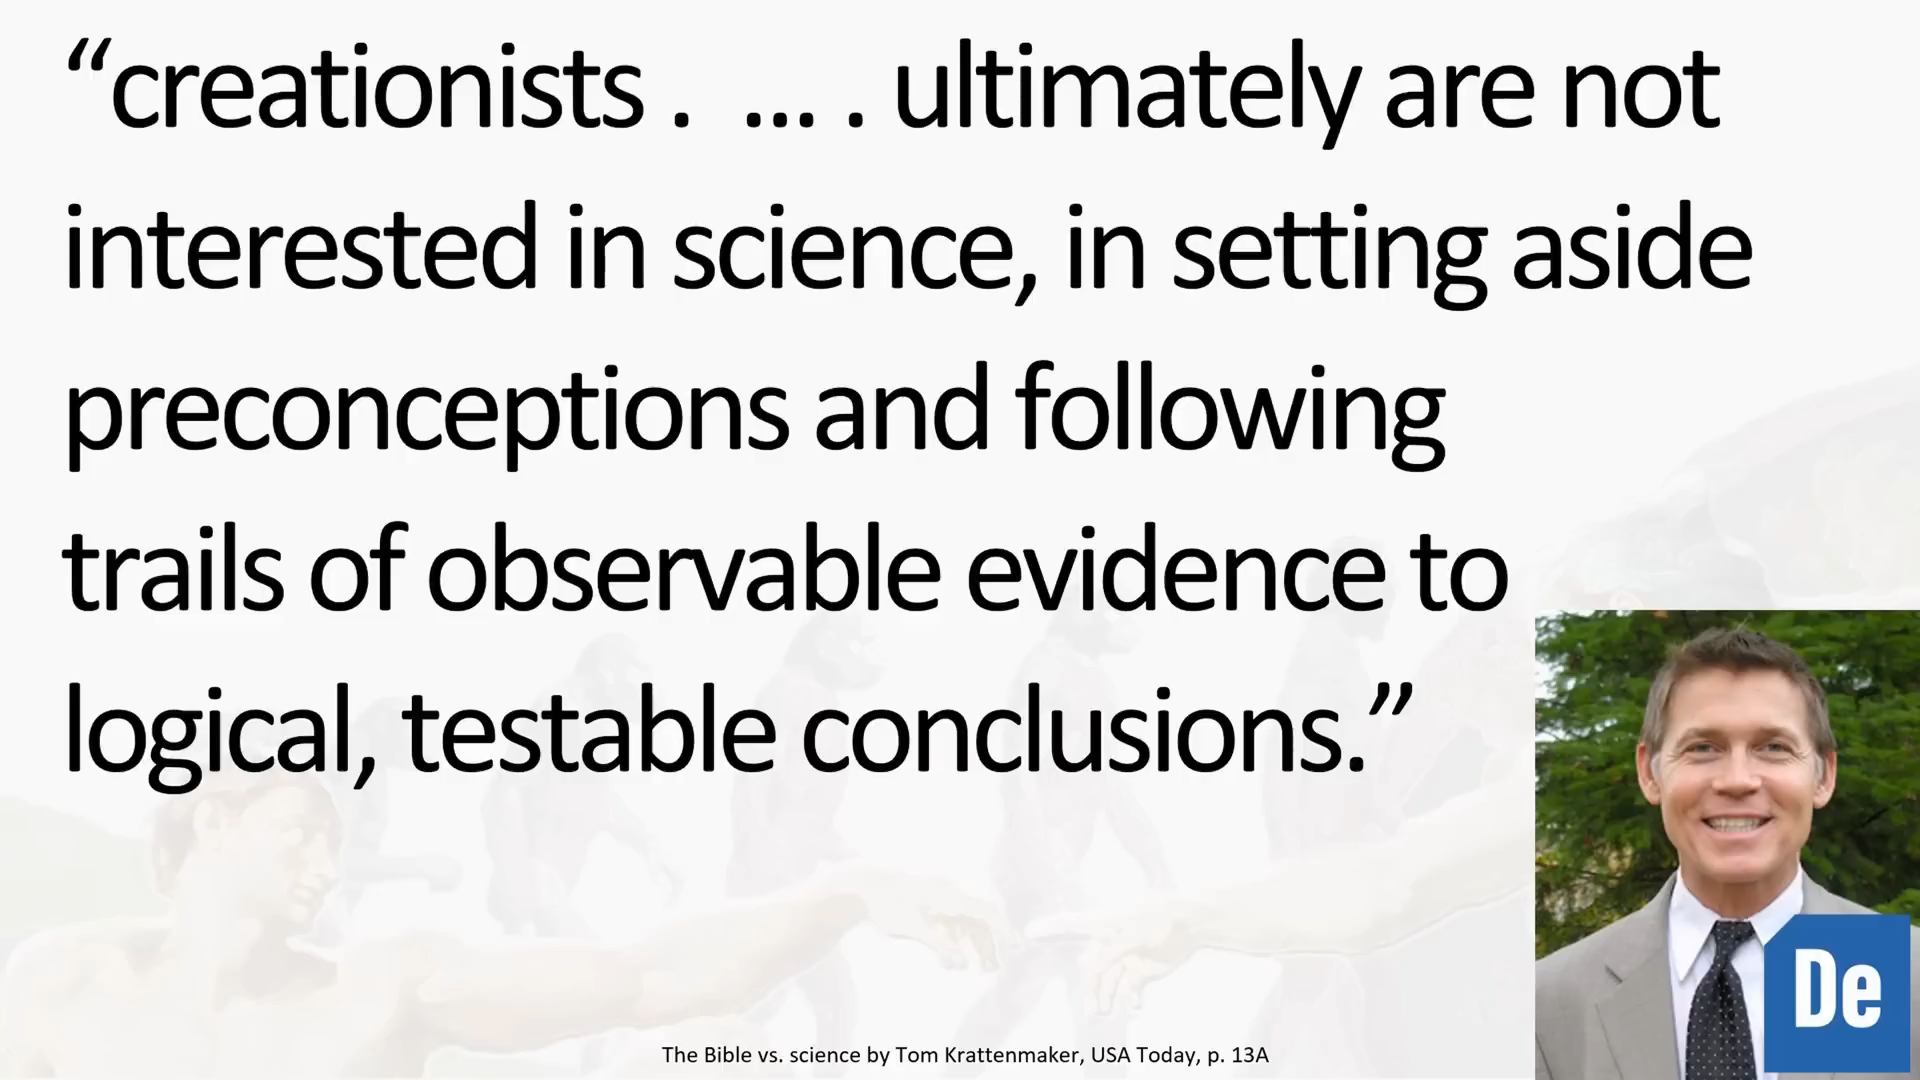 “creationists .  ... . ultimately are not
interested in science, in setting aside
preconceptions and following
trails of observable evidence to
logical, testable conclusions.”
De
The Bible vs. science by Tom Krattenmaker, USA Today, p. 13A